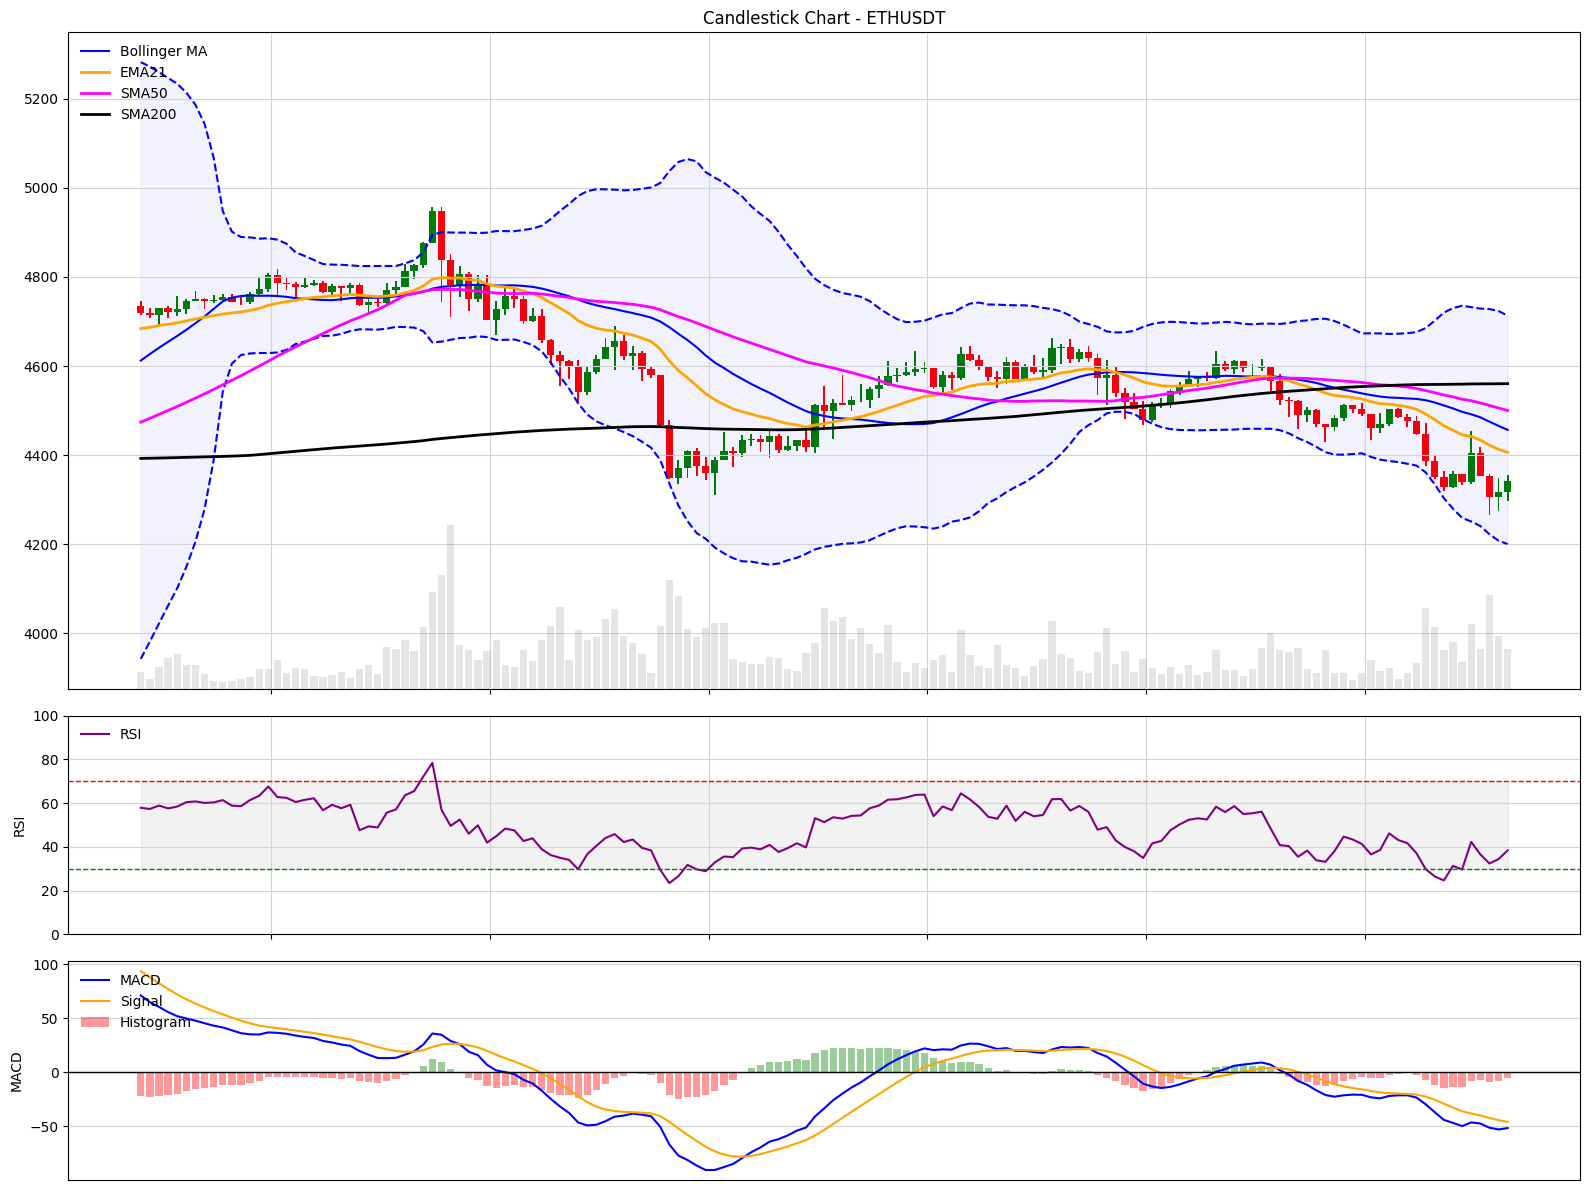 Candlestick Chart - ETHUSDT
Bollinger MA
EMA21
SMA50
SMA200
5200
5000
4800
4600
4400
4200
4000
RSI
100
80
60
40
20
0
RSI
MACD
Signal
Histogram
100
50
0
−50
MACD